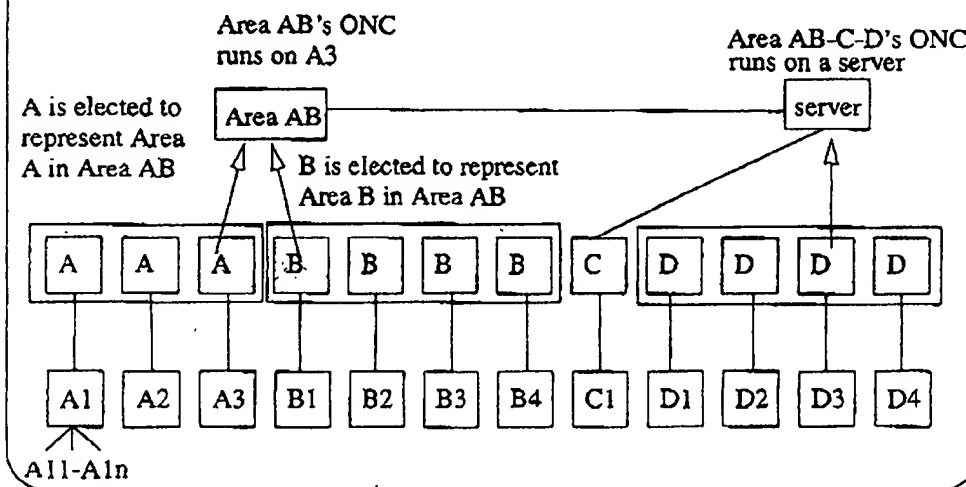 Area AB's ONC
runs on A3
Area AB-C-D's ONC
runs on a server
A is elected to
represent Area
A in Area AB
Area AB
server
B is elected to represent
Area B in Area AB
A A A B B B B C D D D D
A1 A2 A3 B1 B2 B3 B4 C1 D1 D2 D3 D4
A11-A1n